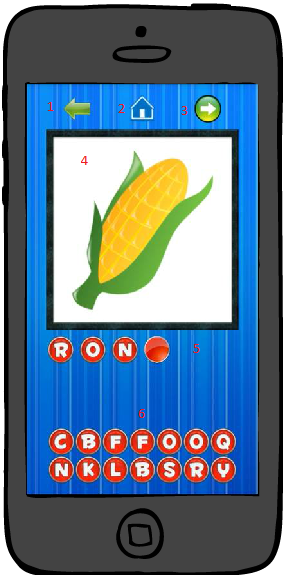 1 2 3
4
R O N 5
6
C B F F O O Q
N K L B S R Y